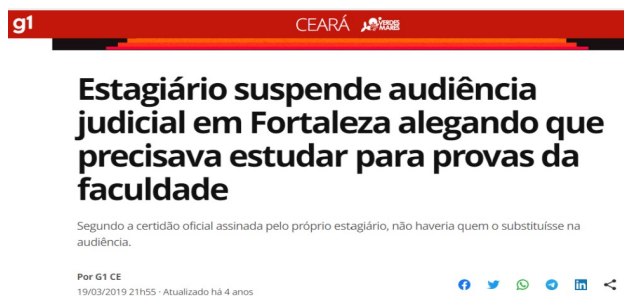 g1
CEARÁ VERDES MARES
Estagiário suspende audiência
judicial em Fortaleza alegando que
precisava estudar para provas da
faculdade
Segundo a certidão oficial assinada pelo próprio estagiário, não haveria quem o substituísse na
audiência.
Por G1 CE
19/03/2019 21h55 · Atualizado há 4 anos